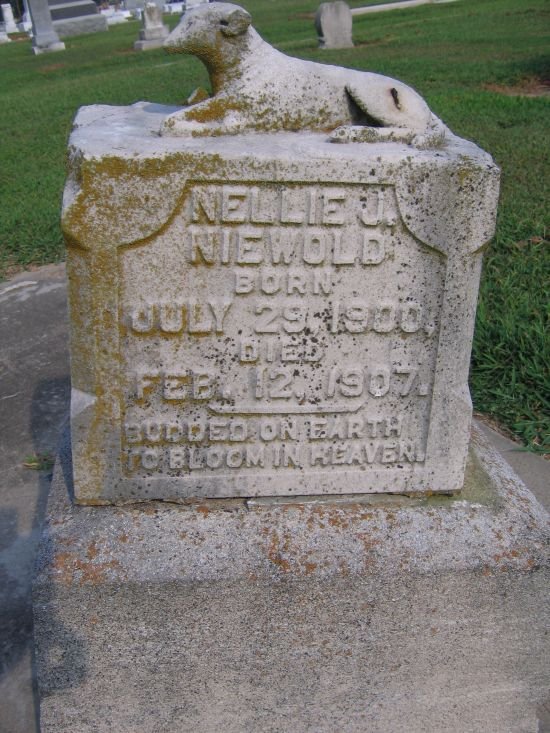 NELLIE J.
NIEWOLD
BORN
JULY 29, 1900.
DIED
FEB. 12, 1907.
BUDDED ON EARTH
TO BLOOM IN HEAVEN.